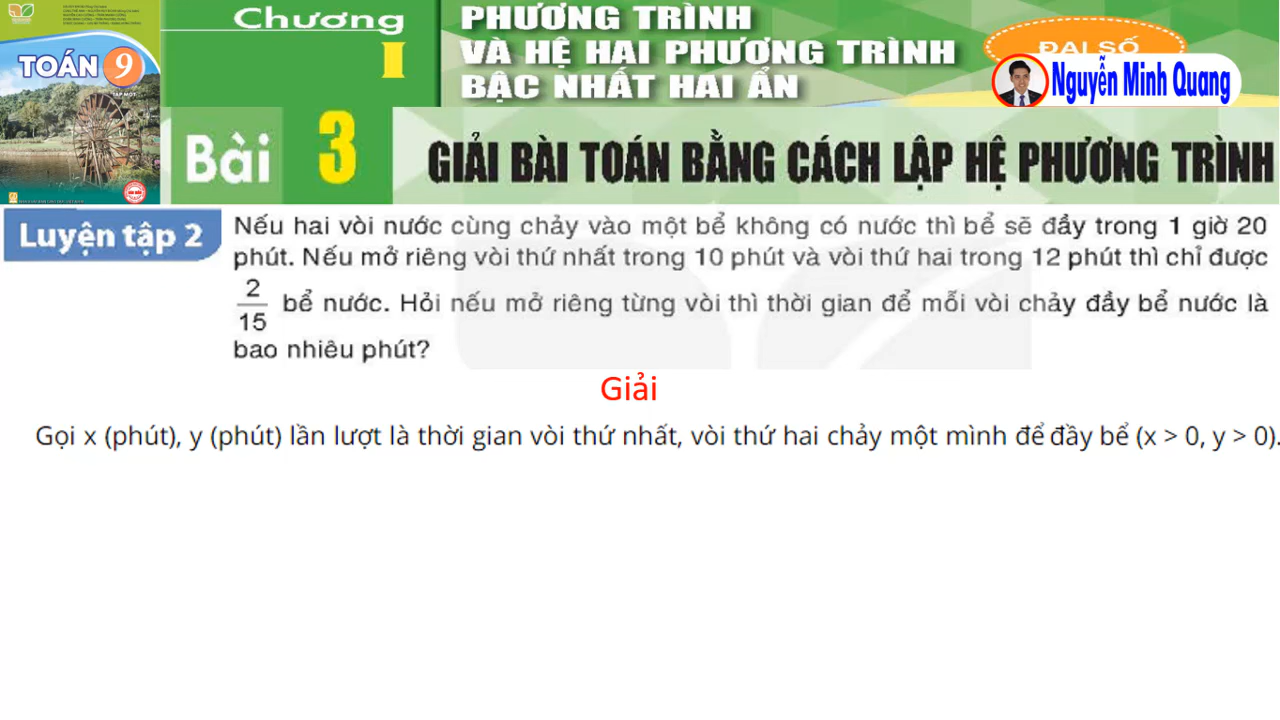 Chương
I
PHƯƠNG TRÌNH
VÀ HỆ HAI PHƯƠNG TRÌNH
BẬC NHẤT HAI ẨN
ĐẠI SỐ
Nguyễn Minh Quang
TOÁN 9
TẬP MỘT
Bài 3
GIẢI BÀI TOÁN BẰNG CÁCH LẬP HỆ PHƯƠNG TRÌNH
Luyện tập 2
Nếu hai vòi nước cùng chảy vào một bể không có nước thì bể sẽ đầy trong 1 giờ 20
phút. Nếu mở riêng vòi thứ nhất trong 10 phút và vòi thứ hai trong 12 phút thì chỉ được
2/15 bể nước. Hỏi nếu mở riêng từng vòi thì thời gian để mỗi vòi chảy đầy bể nước là
bao nhiêu phút?
Giải
Gọi x (phút), y (phút) lần lượt là thời gian vòi thứ nhất, vòi thứ hai chảy một mình để đầy bể (x > 0, y > 0).